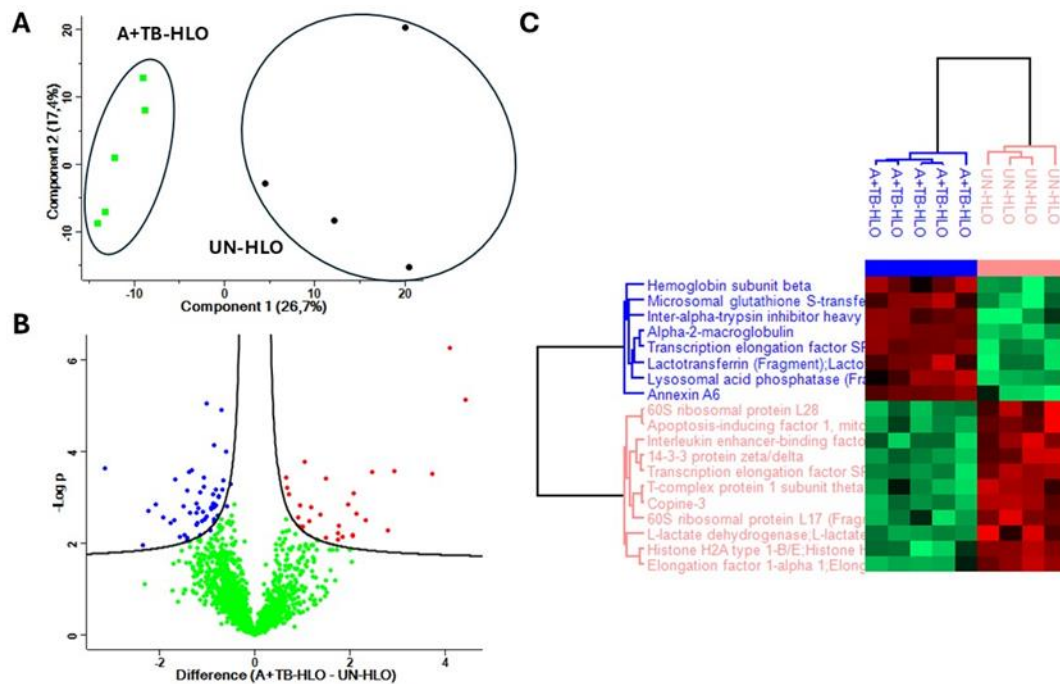 A
A+TB-HLO
UN-HLO
20
10
0
-10
-10
0
10
20
Component 2 (17,4%)
Component 1 (26,7%)
B
6
4
2
0
-2
0
2
4
-Log p
Difference (A+TB-HLO - UN-HLO)
C
A+TB-HLO
A+TB-HLO
A+TB-HLO
A+TB-HLO
A+TB-HLO
UN-HLO
UN-HLO
UN-HLO
UN-HLO
Hemoglobin subunit beta
Microsomal glutathione S-transfe
Inter-alpha-trypsin inhibitor heavy
Alpha-2-macroglobulin
Transcription elongation factor SP
Lactotransferrin (Fragment);Lacto
Lysosomal acid phosphatase (Fra
Annexin A6
60S ribosomal protein L28
Apoptosis-inducing factor 1, mito
Interleukin enhancer-binding facto
14-3-3 protein zeta/delta
Transcription elongation factor SP
T-complex protein 1 subunit theta
Copine-3
60S ribosomal protein L17 (Fragr
L-lactate dehydrogenase;L-lactate
Histone H2A type 1-B/E;Histone H
Elongation factor 1-alpha 1;Elong